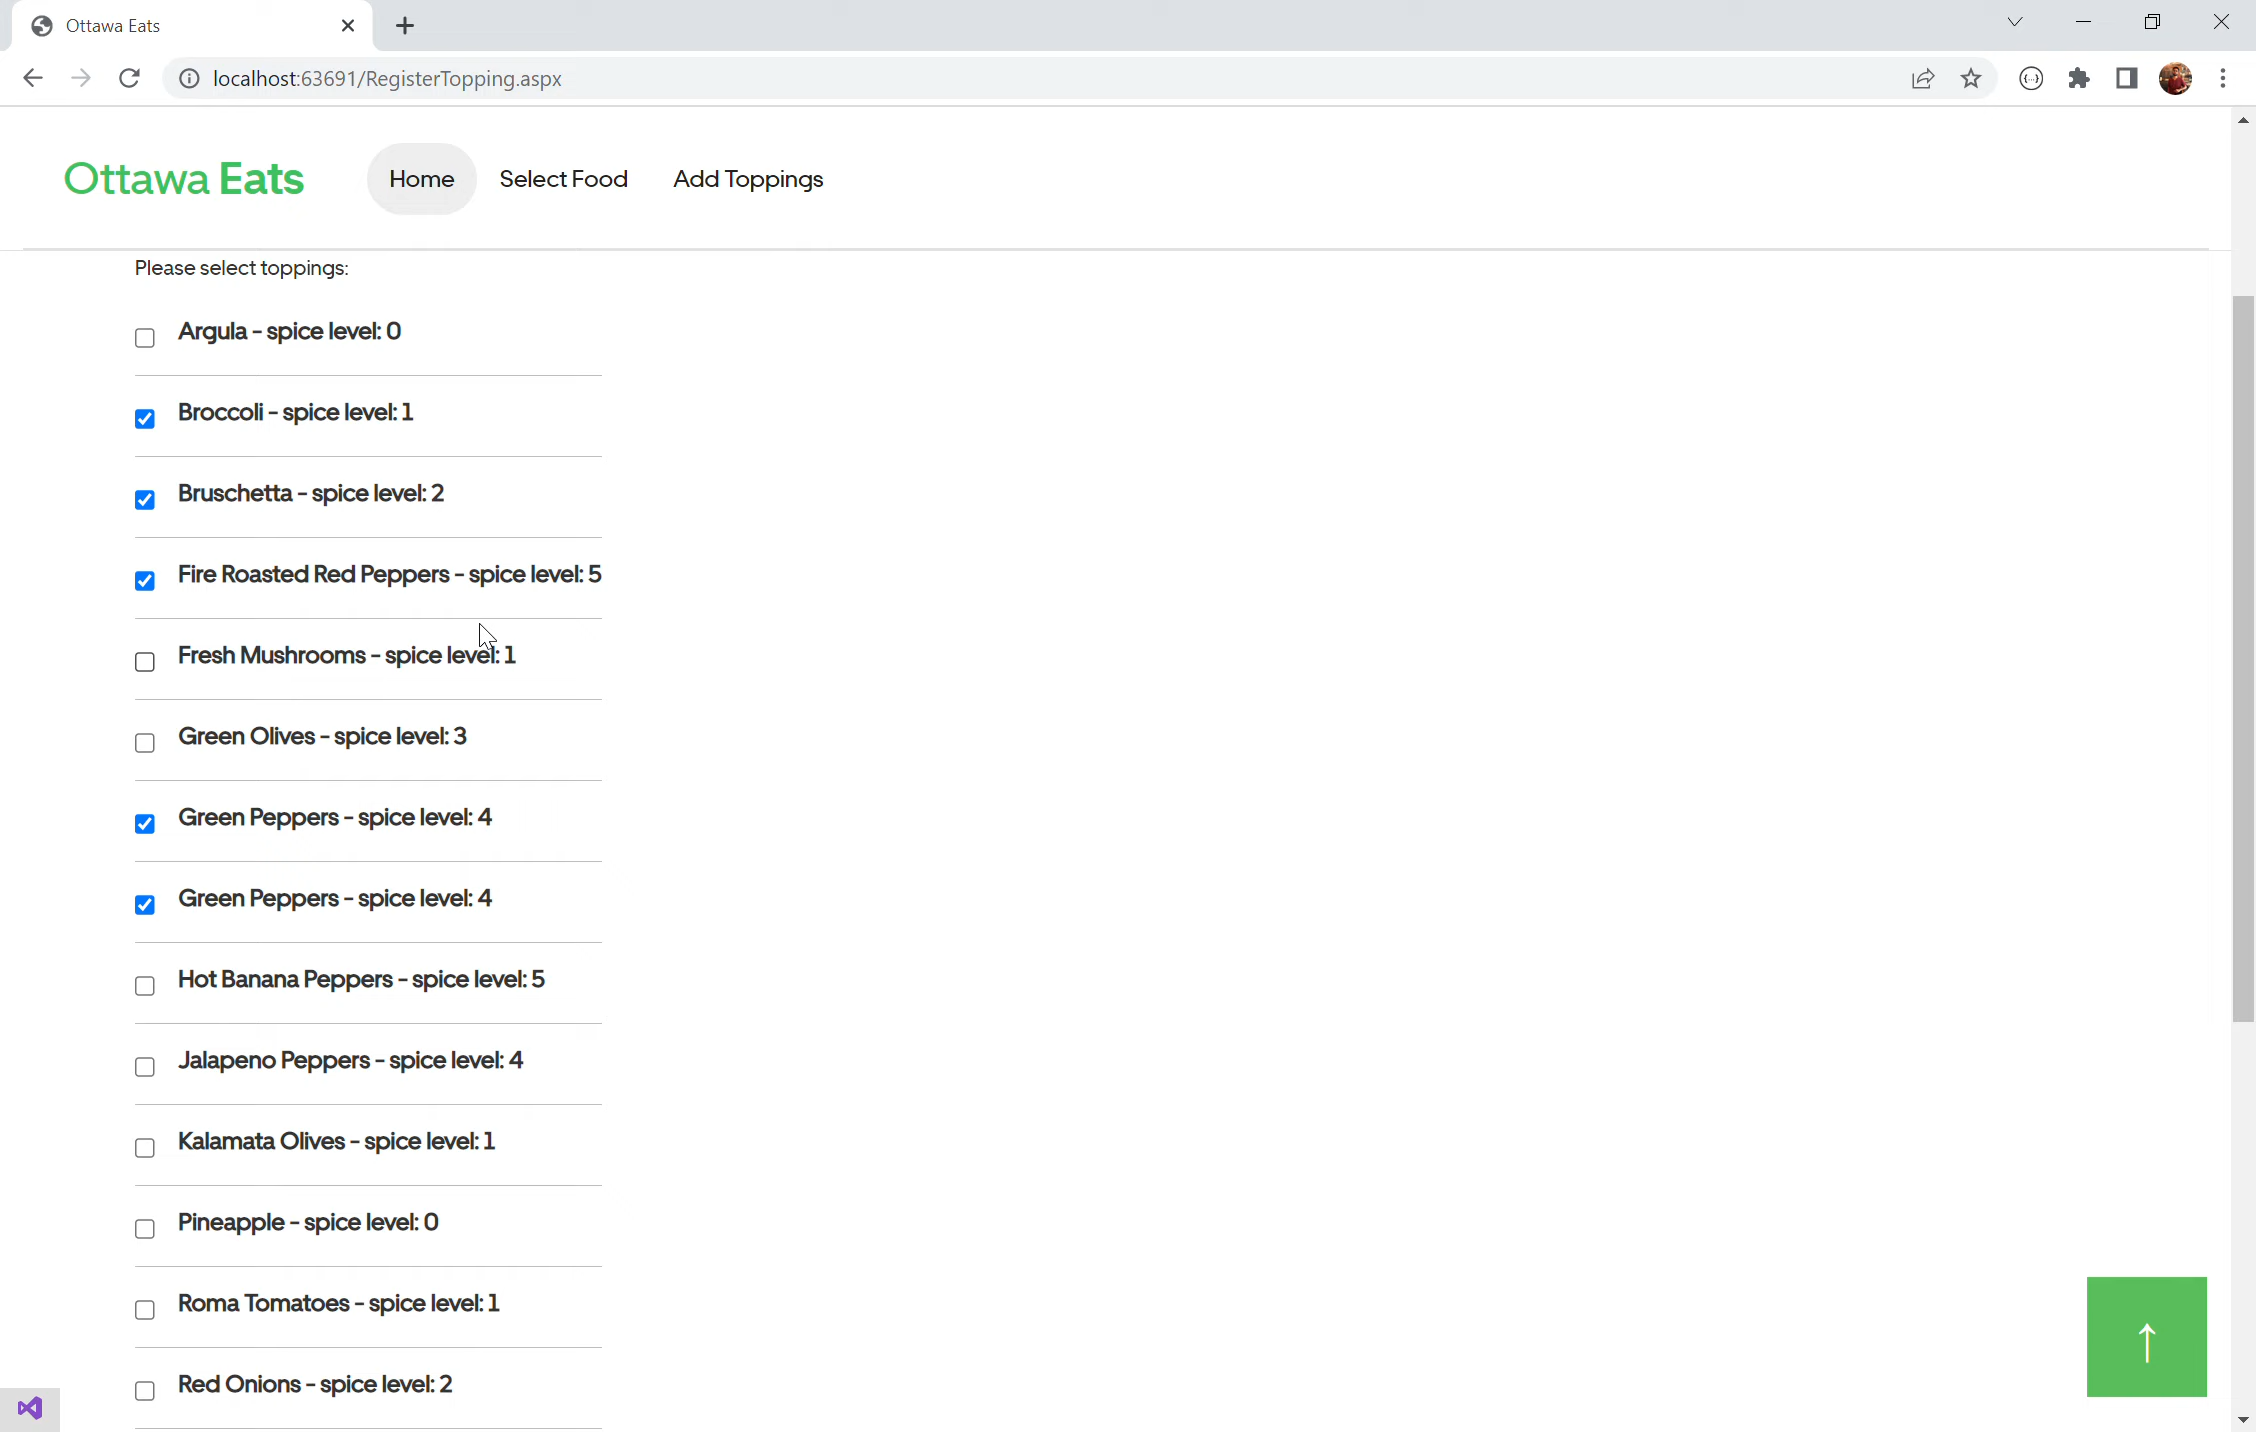 Ottawa Eats
localhost:63691/RegisterTopping.aspx
Ottawa Eats Home Select Food Add Toppings
Please select toppings:
Argula - spice level: 0
Broccoli - spice level: 1
Bruschetta - spice level: 2
Fire Roasted Red Peppers - spice level: 5
Fresh Mushrooms - spice level: 1
Green Olives - spice level: 3
Green Peppers - spice level: 4
Green Peppers - spice level: 4
Hot Banana Peppers - spice level: 5
Jalapeno Peppers - spice level: 4
Kalamata Olives - spice level: 1
Pineapple - spice level: 0
Roma Tomatoes - spice level: 1
Red Onions - spice level: 2